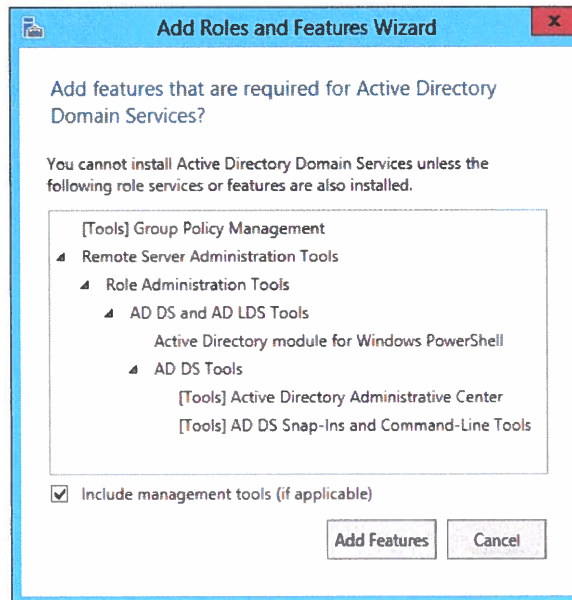 Add Roles and Features Wizard
x
Add features that are required for Active Directory
Domain Services?
You cannot install Active Directory Domain Services unless the
following role services or features are also installed.
[Tools] Group Policy Management
Remote Server Administration Tools
Role Administration Tools
AD DS and AD LDS Tools
Active Directory module for Windows PowerShell
AD DS Tools
[Tools] Active Directory Administrative Center
[Tools] AD DS Snap-Ins and Command-Line Tools
Include management tools (if applicable)
Add Features Cancel